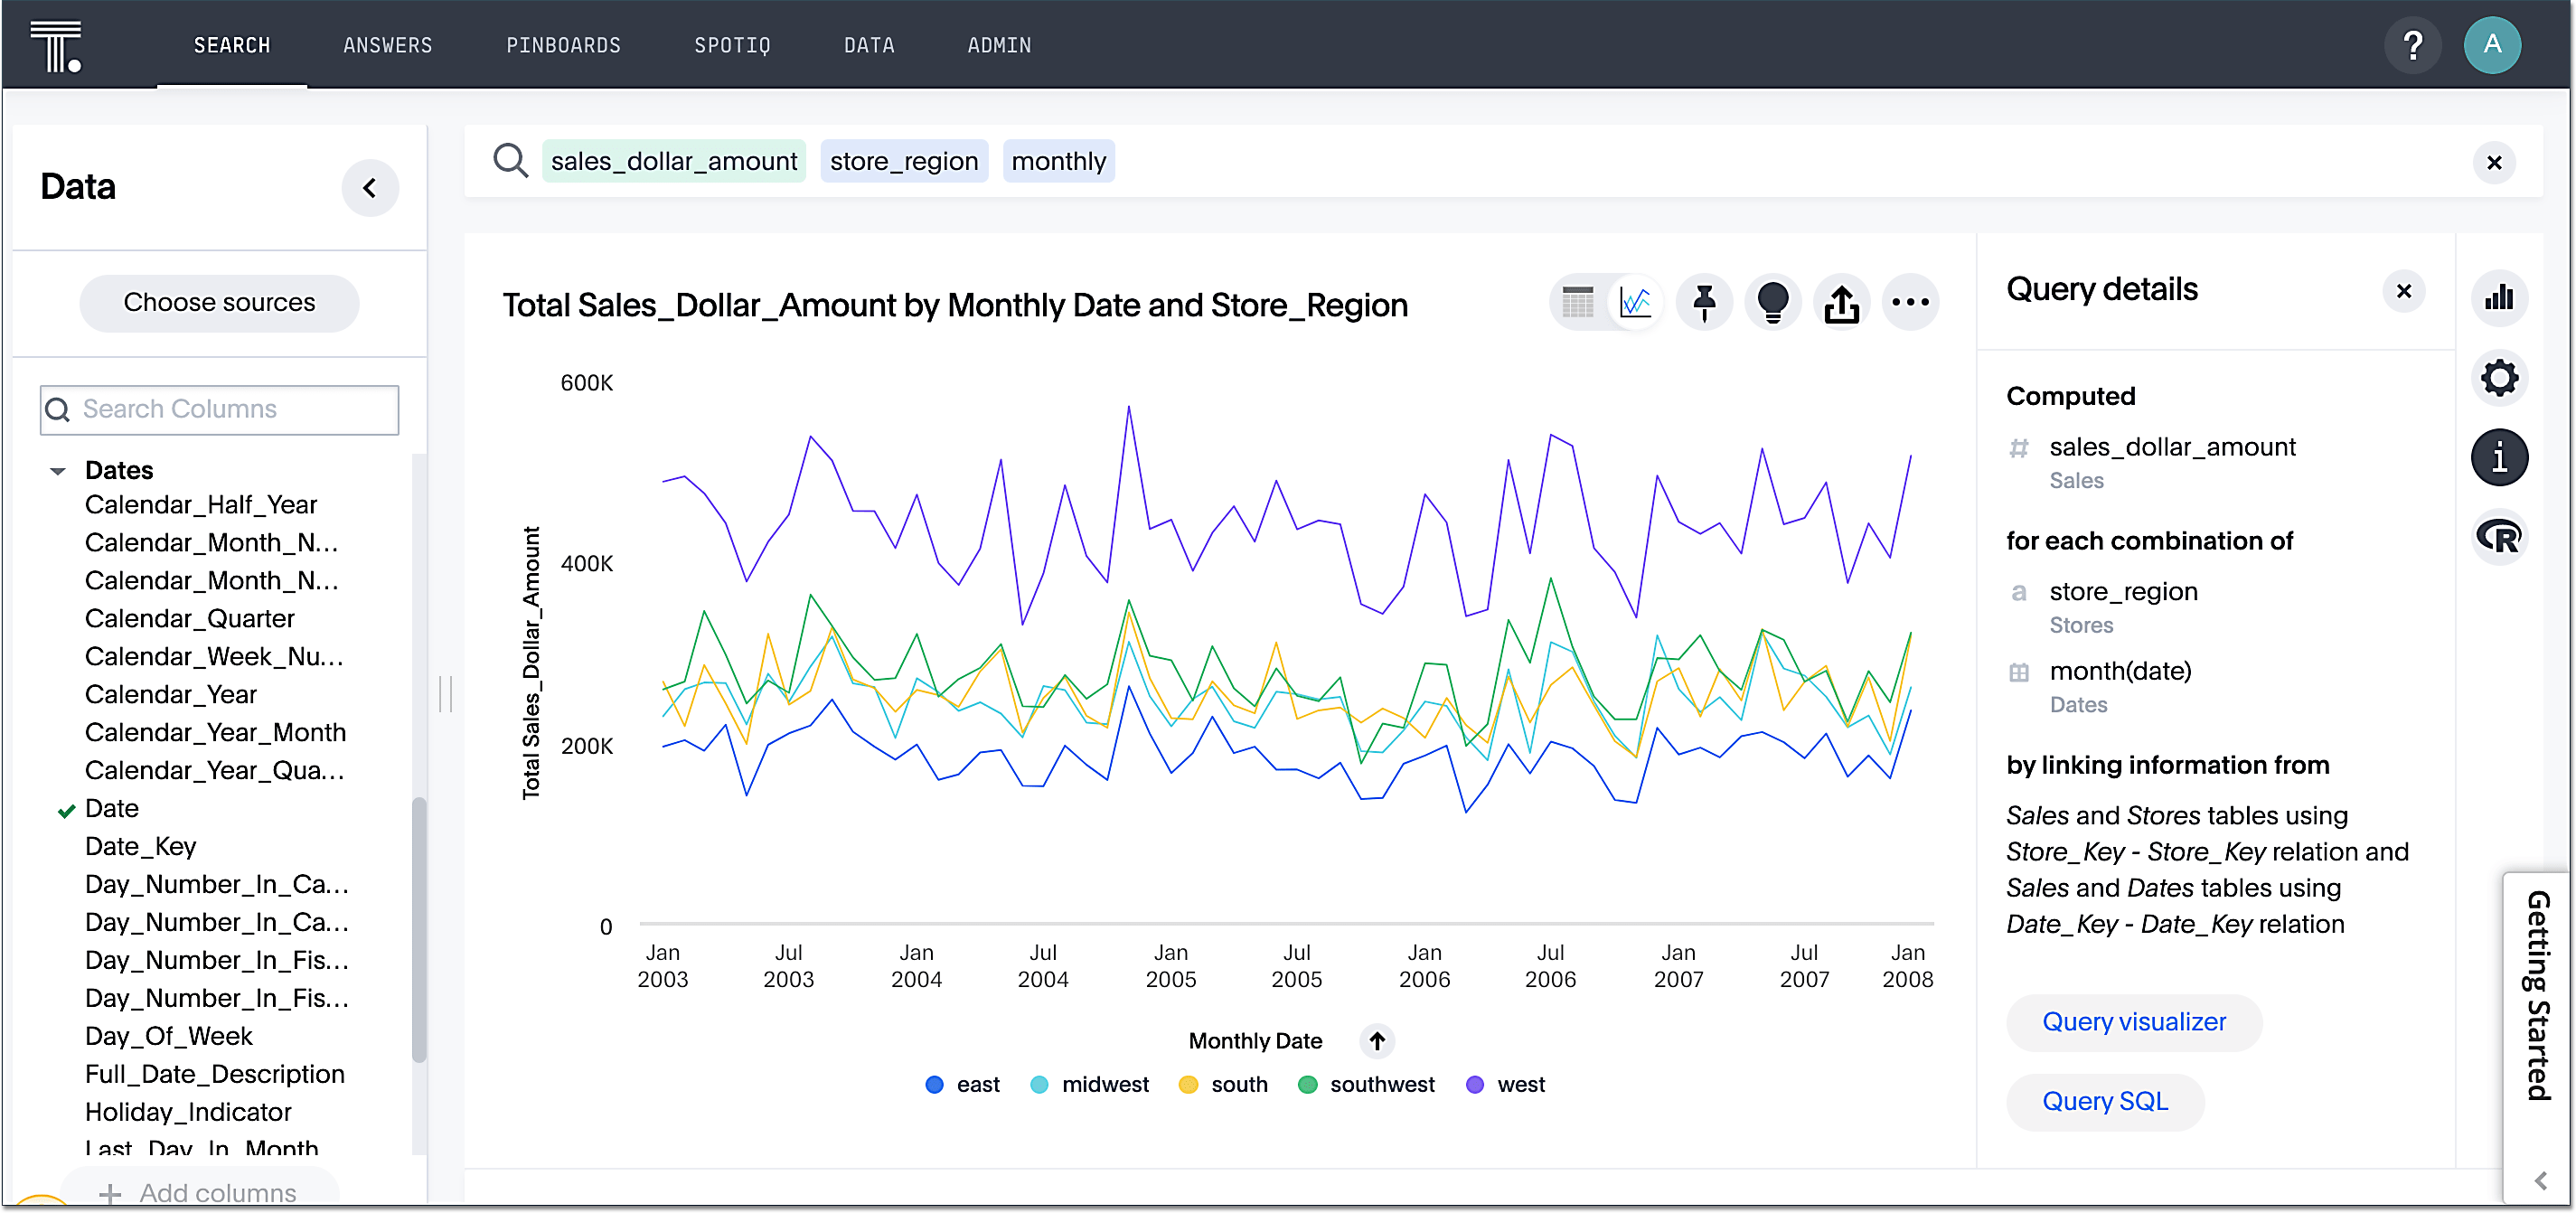 T.
SEARCH
ANSWERS
PINBOARDS
SPOTIQ
DATA
ADMIN
?
A
Data
Choose sources
Search Columns
Dates
Calendar_Half_Year
Calendar_Month_N...
Calendar_Month_N...
Calendar_Quarter
Calendar_Week_Nu...
Calendar_Year
Calendar_Year_Month
Calendar_Year_Qua...
Date
Date_Key
Day_Number_In_Ca...
Day_Number_In_Ca...
Day_Number_In_Fis...
Day_Number_In_Fis...
Day_Of_Week
Full_Date_Description
Holiday_Indicator
Last_Day_In_Month
+ Add columns
sales_dollar_amount store_region monthly
Total Sales_Dollar_Amount by Monthly Date and Store_Region
Total Sales_Dollar_Amount
600K
400K
200K
0
Jan 2003
Jul 2003
Jan 2004
Jul 2004
Jan 2005
Jul 2005
Jan 2006
Jul 2006
Jan 2007
Jul 2007
Jan 2008
Monthly Date
east
midwest
south
southwest
west
Query details
Computed
# sales_dollar_amount
Sales
for each combination of
a store_region
Stores
month(date)
Dates
by linking information from
Sales and Stores tables using
Store_Key - Store_Key relation and
Sales and Dates tables using
Date_Key - Date_Key relation
Query visualizer
Query SQL
i
R
Getting Started